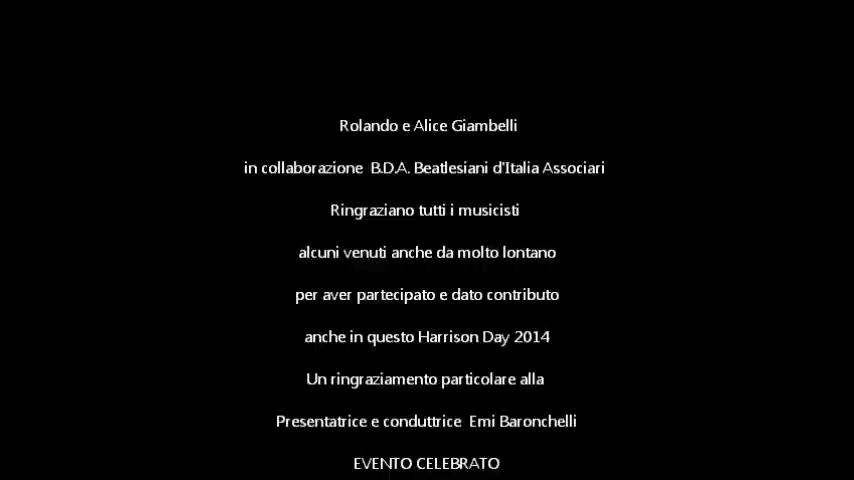 Rolando e Alice Giambelli
in collaborazione B.D.A. Beatlesiani d'Italia Associari
Ringraziano tutti i musicisti
alcuni venuti anche da molto lontano
per aver partecipato e dato contributo
anche in questo Harrison Day 2014
Un ringraziamento particolare alla
Presentatrice e conduttrice Emi Baronchelli
EVENTO CELEBRATO